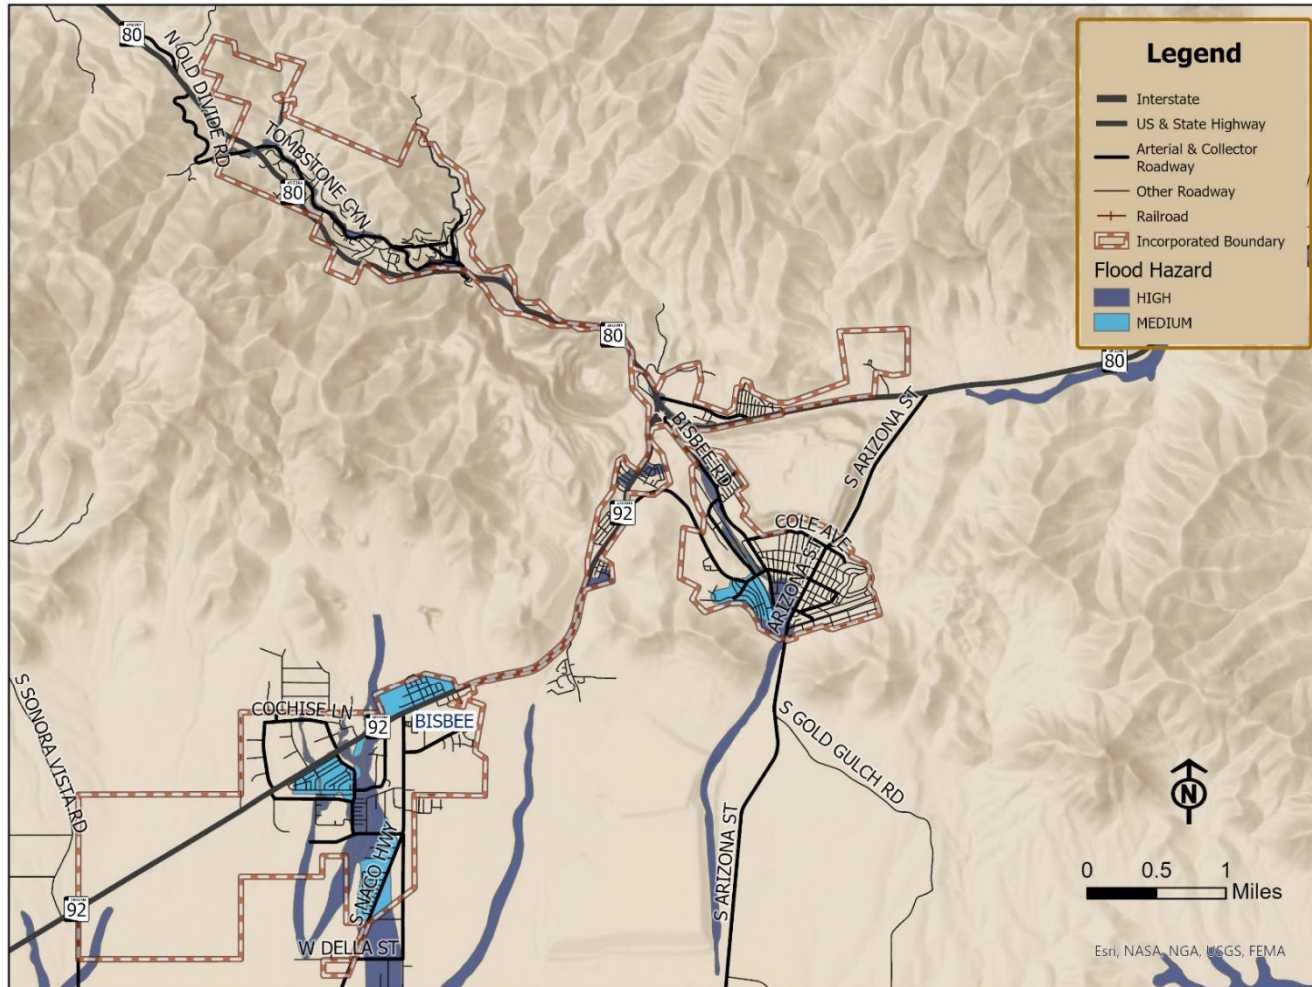 80
N OLD DIVIDE RD
TOMBSTONE CYN
80
80
80
BISBEE RD
S ARIZONA ST
92
COLE AVE
ARIZONA ST
S SONORA VISTA RD
COCHISE LN
92
BISBEE
S GOLD GULCH RD
S ARIZONA ST
S NACO HWY
92
W DELLA ST
Legend
Interstate
US & State Highway
Arterial & Collector
Roadway
Other Roadway
Railroad
Incorporated Boundary
Flood Hazard
HIGH
MEDIUM
N
0 0.5 1
Miles
Esri, NASA, NGA, USGS, FEMA